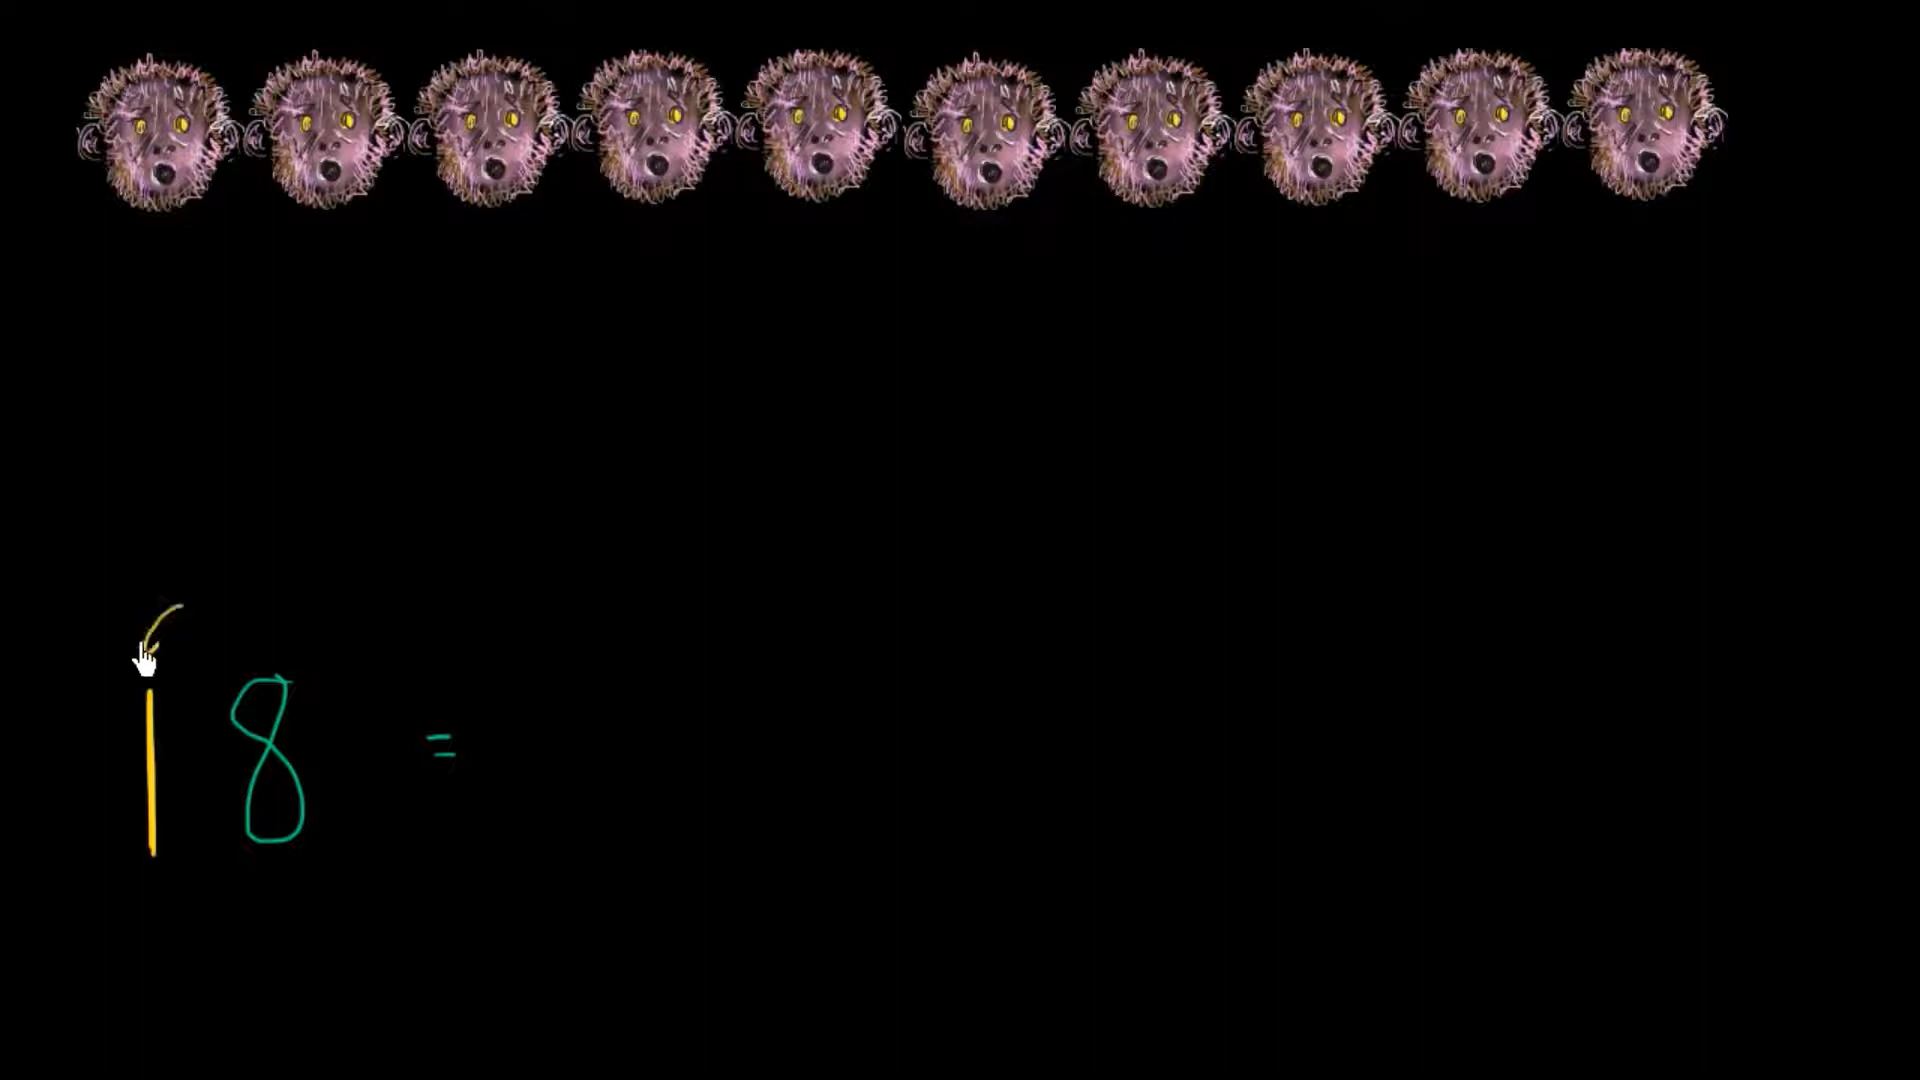 18 =